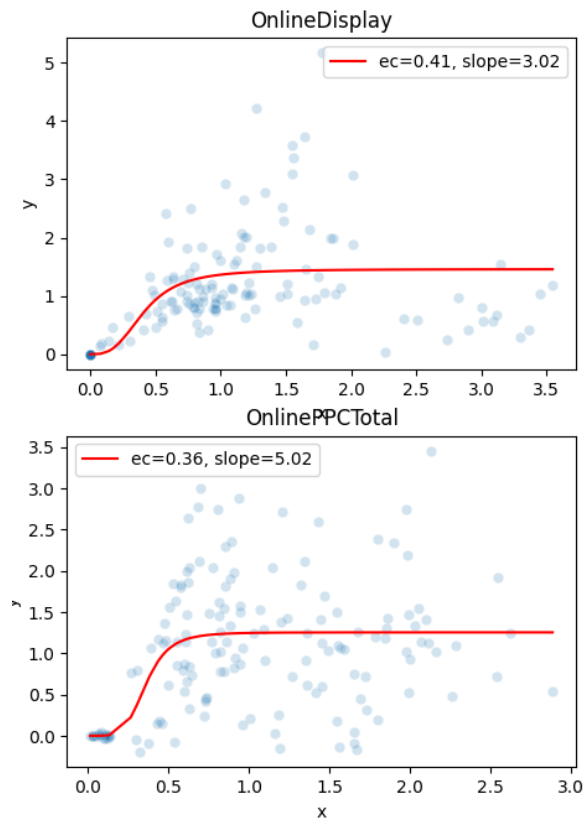 OnlineDisplay
ec=0.41, slope=3.02
y
5
4
3
2
1
0
0.0 0.5 1.0 1.5 2.0 2.5 3.0 3.5
x
OnlinePPCTotal
ec=0.36, slope=5.02
y
3.5
3.0
2.5
2.0
1.5
1.0
0.5
0.0
0.0 0.5 1.0 1.5 2.0 2.5 3.0
x